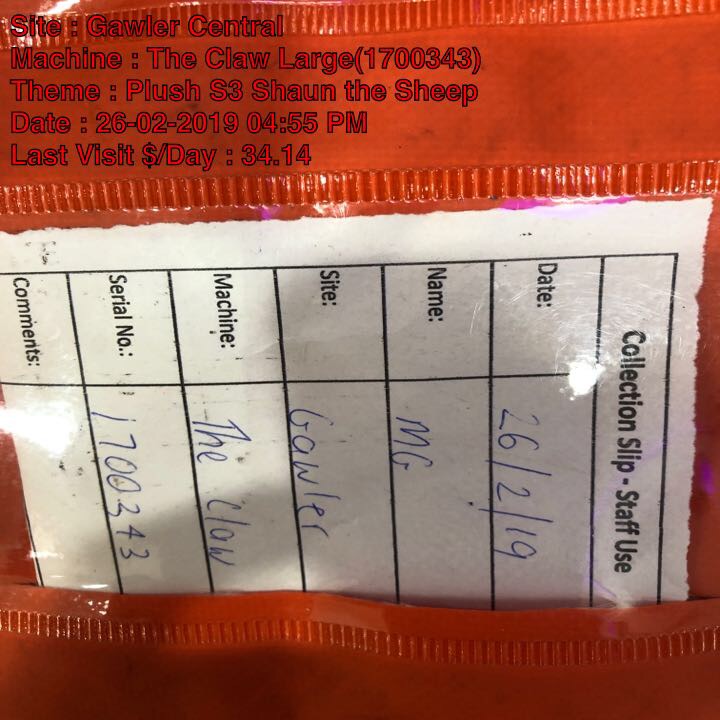 Site : Gawler Central
Machine : The Claw Large(1700343)
Theme : Plush S3 Shaun the Sheep
Date : 26-02-2019 04:55 PM
Last Visit $/Day : 34.14
Collection Slip - Staff Use
Date: 26/2/19
Name: MG
Site: Gawler
Machine: The Claw
Serial No.: 1700343
Comments: